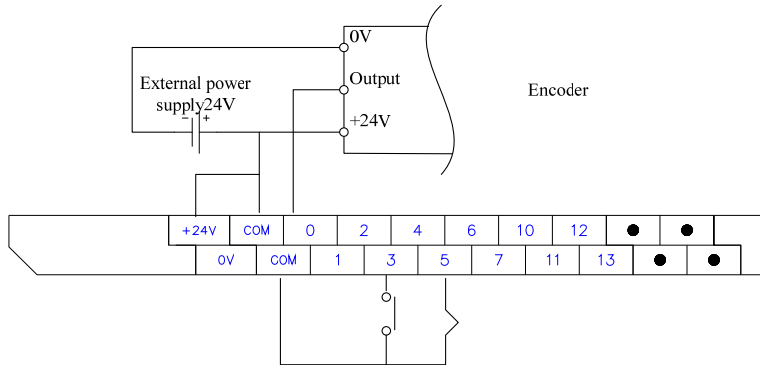 0V
External power
supply24V
Output
Encoder
- +
+24V
+24V COM 0 2 4 6 10 12
0V COM 1 3 5 7 11 13